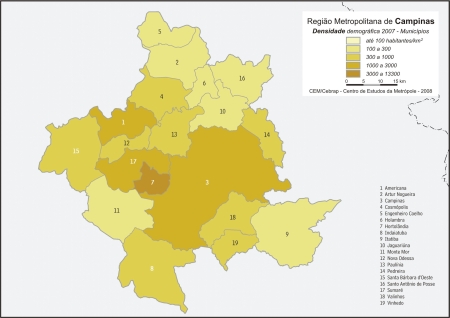 Região Metropolitana de Campinas
Densidade demográfica 2007 - Municípios
até 100 habitantes/km²
100 a 300
300 a 1000
1000 a 3000
3000 a 13300
0 5 10 15 km
CEM/Cebrap - Centro de Estudos da Metrópole - 2008
5
2
16
6
4
10
1
13
14
12
15
17
7
3
11
18
9
19
8
1 Americana
2 Artur Nogueira
3 Campinas
4 Cosmópolis
5 Engenheiro Coelho
6 Holambra
7 Hortolândia
8 Indaiatuba
9 Itatiba
10 Jaguariúna
11 Monte Mor
12 Nova Odessa
13 Paulínia
14 Pedreira
15 Santa Bárbara d'Oeste
16 Santo Antônio de Posse
17 Sumaré
18 Valinhos
19 Vinhedo